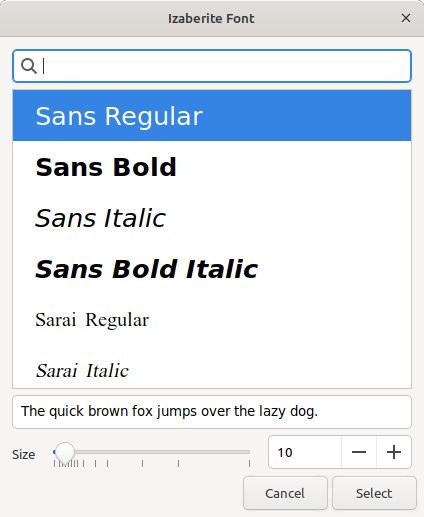 Izaberite Font
Sans Regular
Sans Bold
Sans Italic
Sans Bold Italic
Sarai Regular
Sarai Italic
The quick brown fox jumps over the lazy dog.
Size
10
Cancel
Select